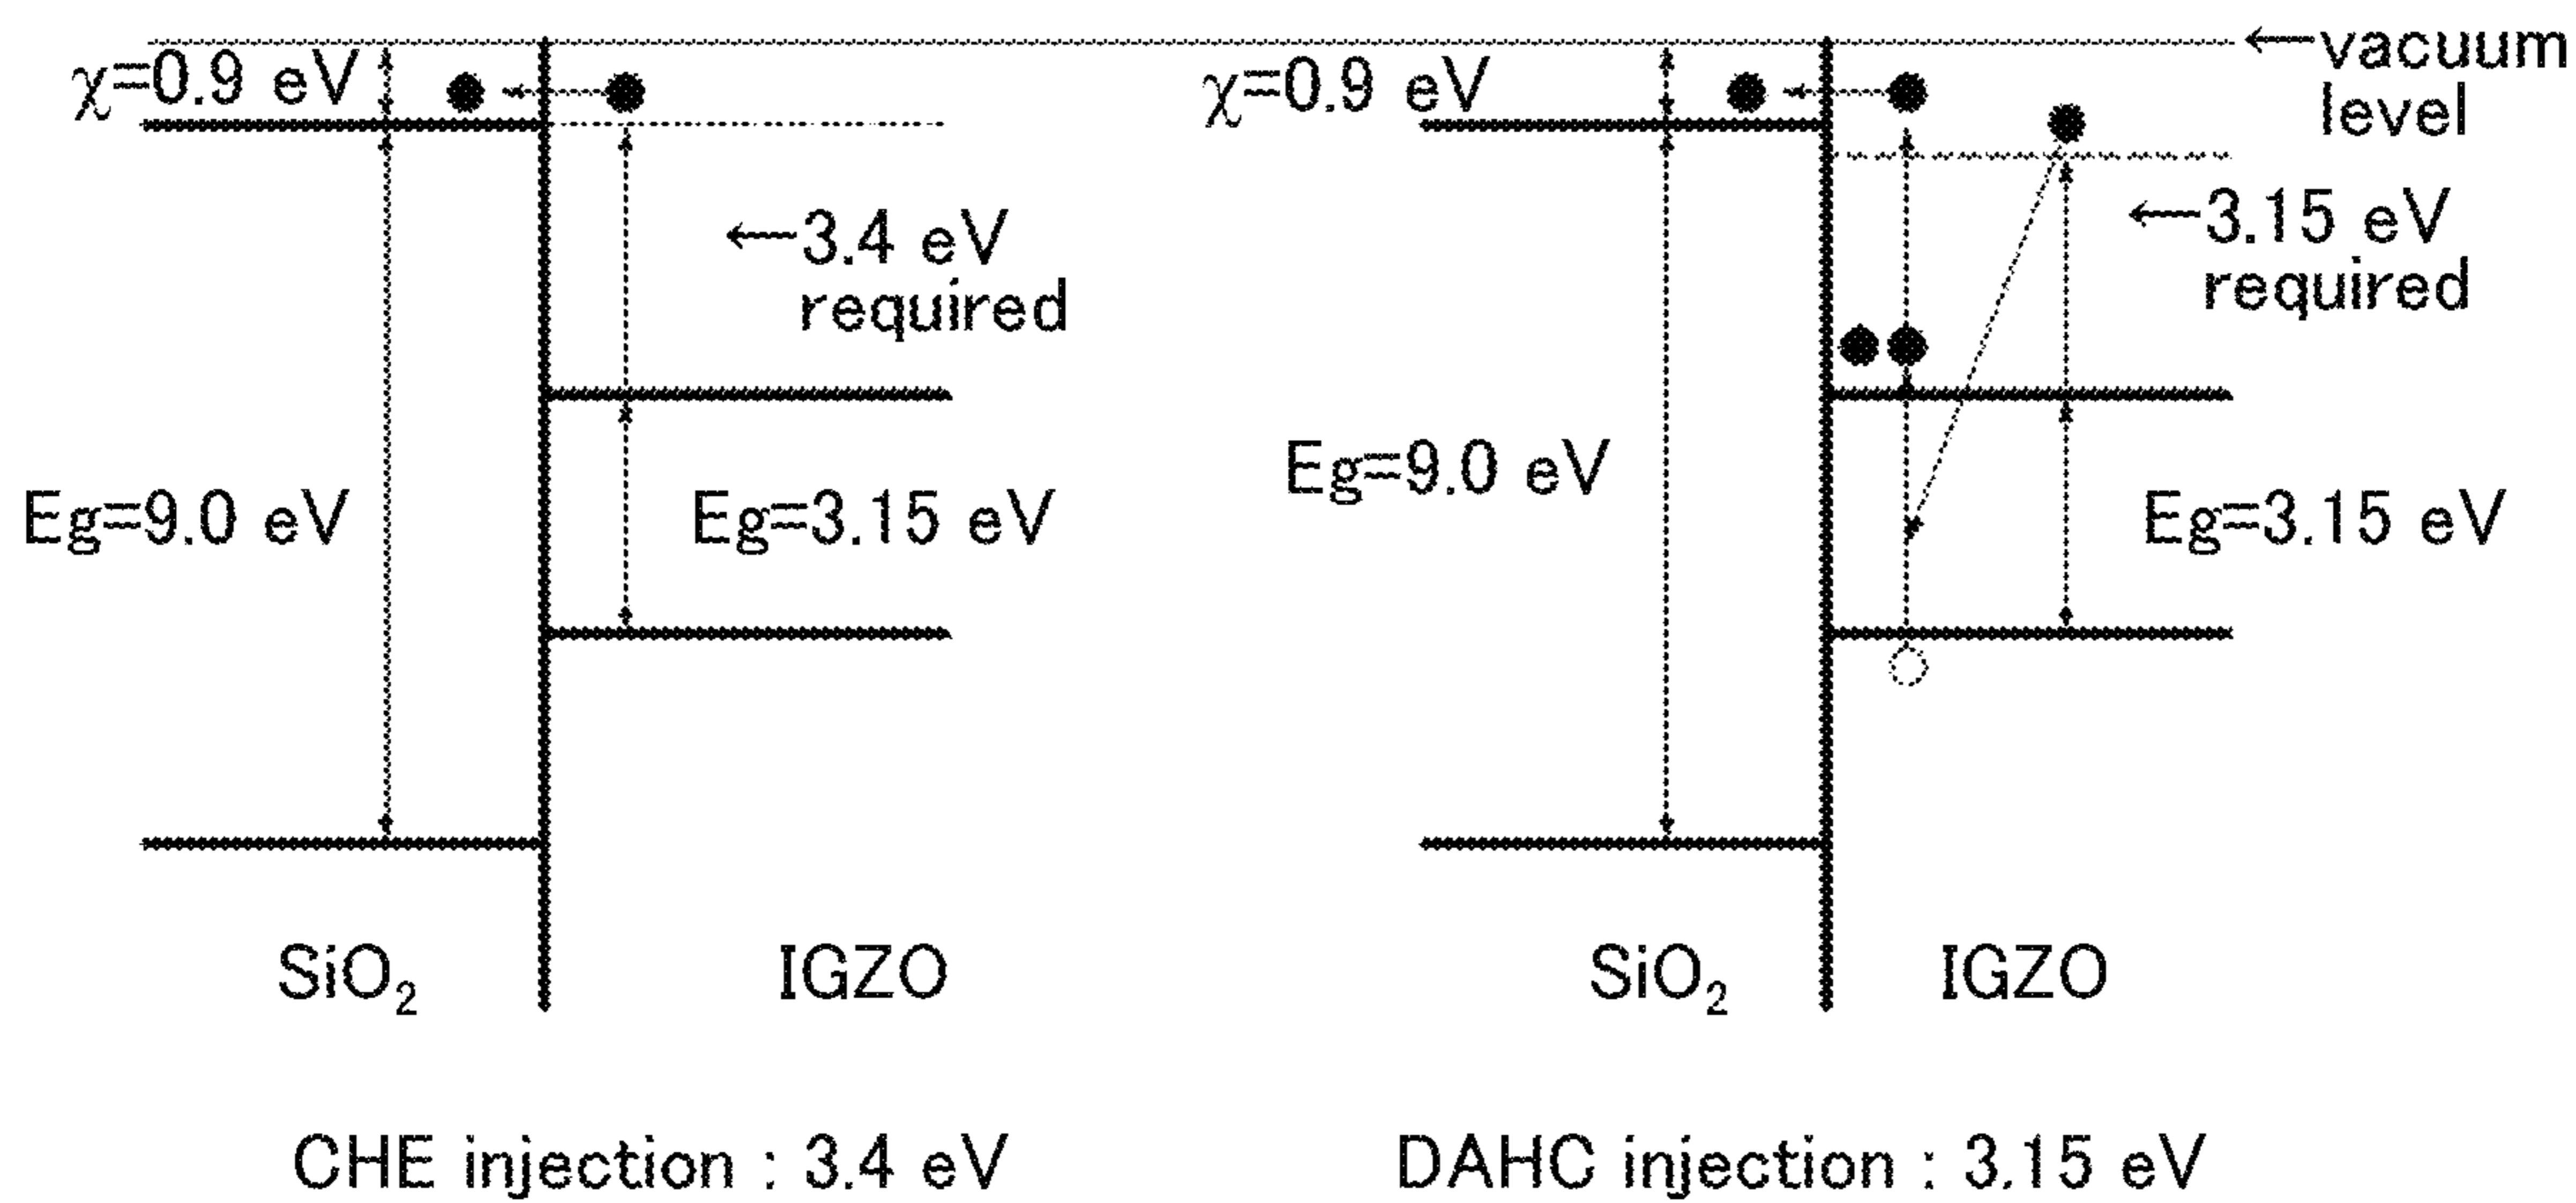 χ=0.9 eV
←3.4 eV
required
Eg=9.0 eV
Eg=3.15 eV
SiO₂
IGZO
CHE injection : 3.4 eV
χ=0.9 eV
←vacuum
level
←3.15 eV
required
Eg=9.0 eV
Eg=3.15 eV
SiO₂
IGZO
DAHC injection : 3.15 eV